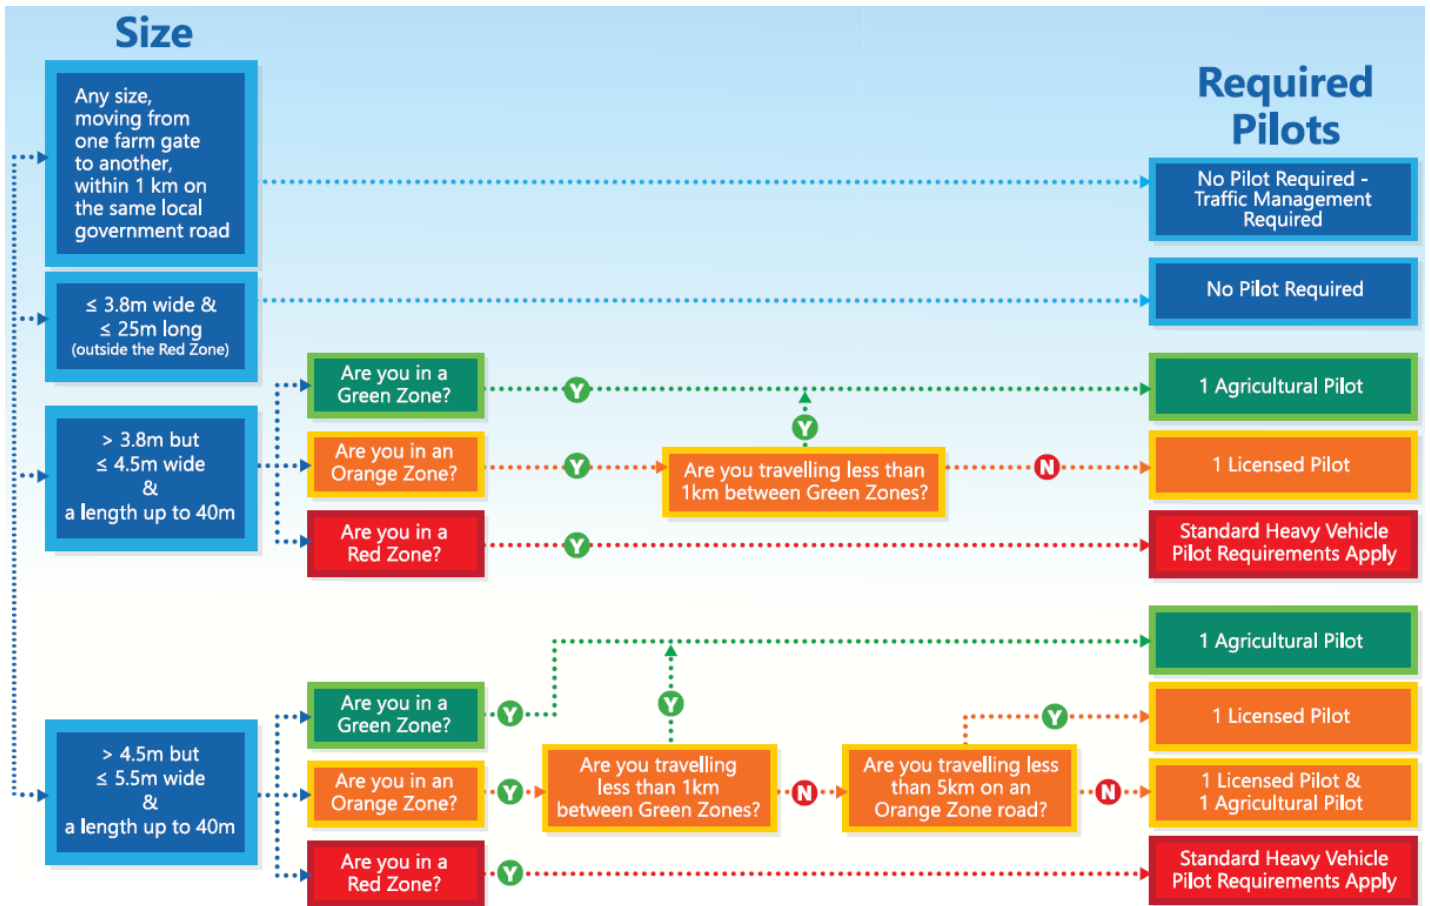 Size
Required
Pilots
Any size,
moving from
one farm gate
to another,
within 1 km on
the same local
government road
No Pilot Required -
Traffic Management
Required
≤ 3.8m wide &
≤ 25m long
(outside the Red Zone)
No Pilot Required
> 3.8m but
≤ 4.5m wide
&
a length up to 40m
Are you in a
Green Zone?
Y
1 Agricultural Pilot
Are you in an
Orange Zone?
Y
Are you travelling less than
1km between Green Zones?
Y
N
1 Licensed Pilot
Are you in a
Red Zone?
Y
Standard Heavy Vehicle
Pilot Requirements Apply
> 4.5m but
≤ 5.5m wide
&
a length up to 40m
Are you in a
Green Zone?
Y
1 Agricultural Pilot
Are you in an
Orange Zone?
Y
Are you travelling
less than 1km
between Green Zones?
Y
N
Are you travelling less
than 5km on an
Orange Zone road?
Y
1 Licensed Pilot
N
1 Licensed Pilot &
1 Agricultural Pilot
Are you in a
Red Zone?
Y
Standard Heavy Vehicle
Pilot Requirements Apply